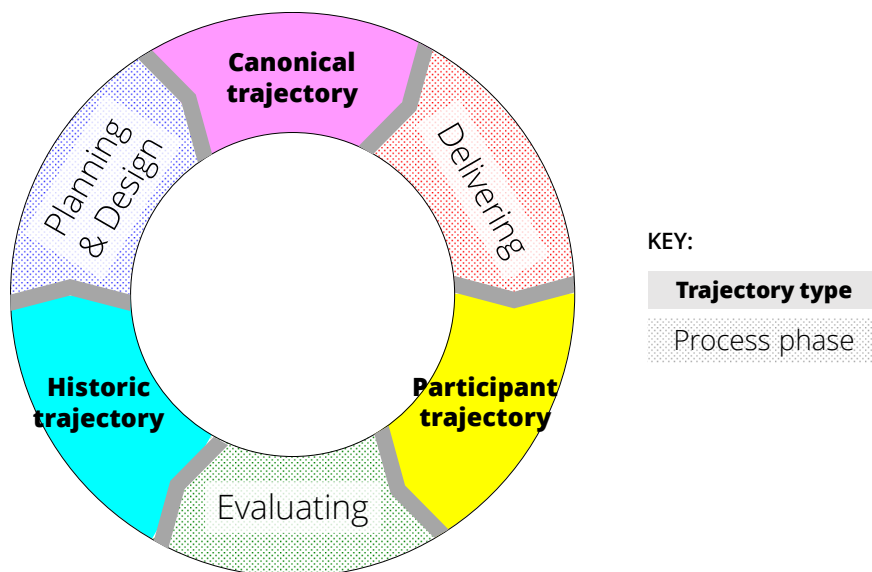 Canonical
trajectory
Delivering
Participant
trajectory
Evaluating
Historic
trajectory
Planning
& Design
KEY:
Trajectory type
Process phase